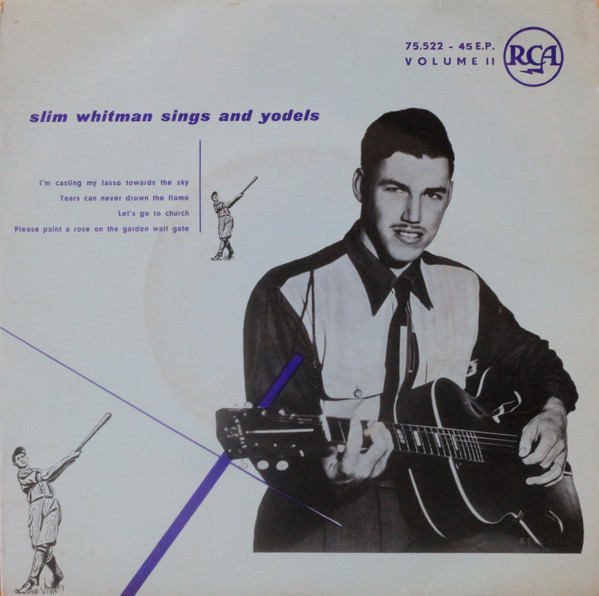 75.522 - 45 E.P.
VOLUME II
RCA
slim whitman sings and yodels
I'm casting my lasso towards the sky
Tears can never drown the flame
Let's go to church
Please paint a rose on the garden wall gate